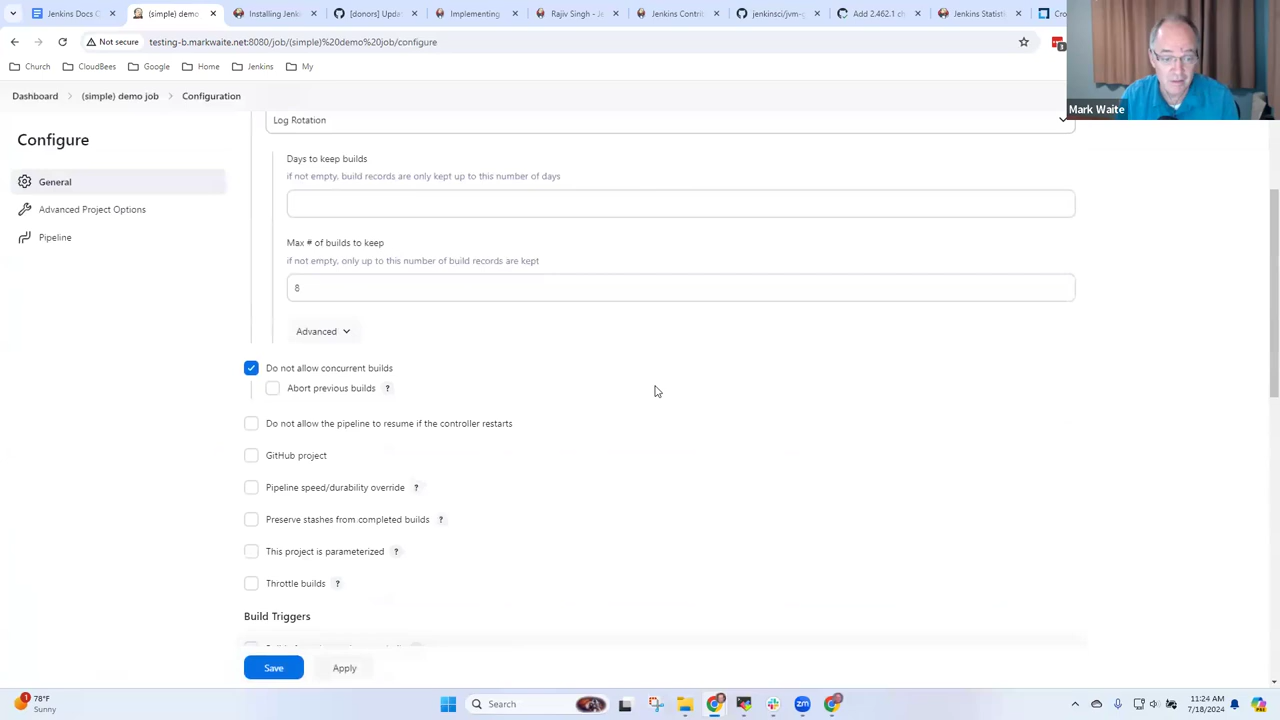 Jenkins Docs O
(simple) demo
Installing Jen
[donors] Upda
Implementing
Rajiv Singh - Je
Jenkins Contri
jenkinsci/jvm-
Add 2.462.1 ch
Jenkins Statist
Cro
Not secure
testing-b.markwaite.net:8080/job/(simple)%20demo%20job/configure
Church
CloudBees
Google
Home
Jenkins
My
Mark Waite
Dashboard
(simple) demo job
Configuration
Configure
General
Advanced Project Options
Pipeline
Log Rotation
Days to keep builds
if not empty, build records are only kept up to this number of days
Max # of builds to keep
if not empty, only up to this number of build records are kept
8
Advanced
Do not allow concurrent builds
Abort previous builds ?
Do not allow the pipeline to resume if the controller restarts
GitHub project
Pipeline speed/durability override ?
Preserve stashes from completed builds ?
This project is parameterized ?
Throttle builds ?
Build Triggers
Save
Apply
1
78°F
Sunny
Search
zm
11:24 AM
7/18/2024